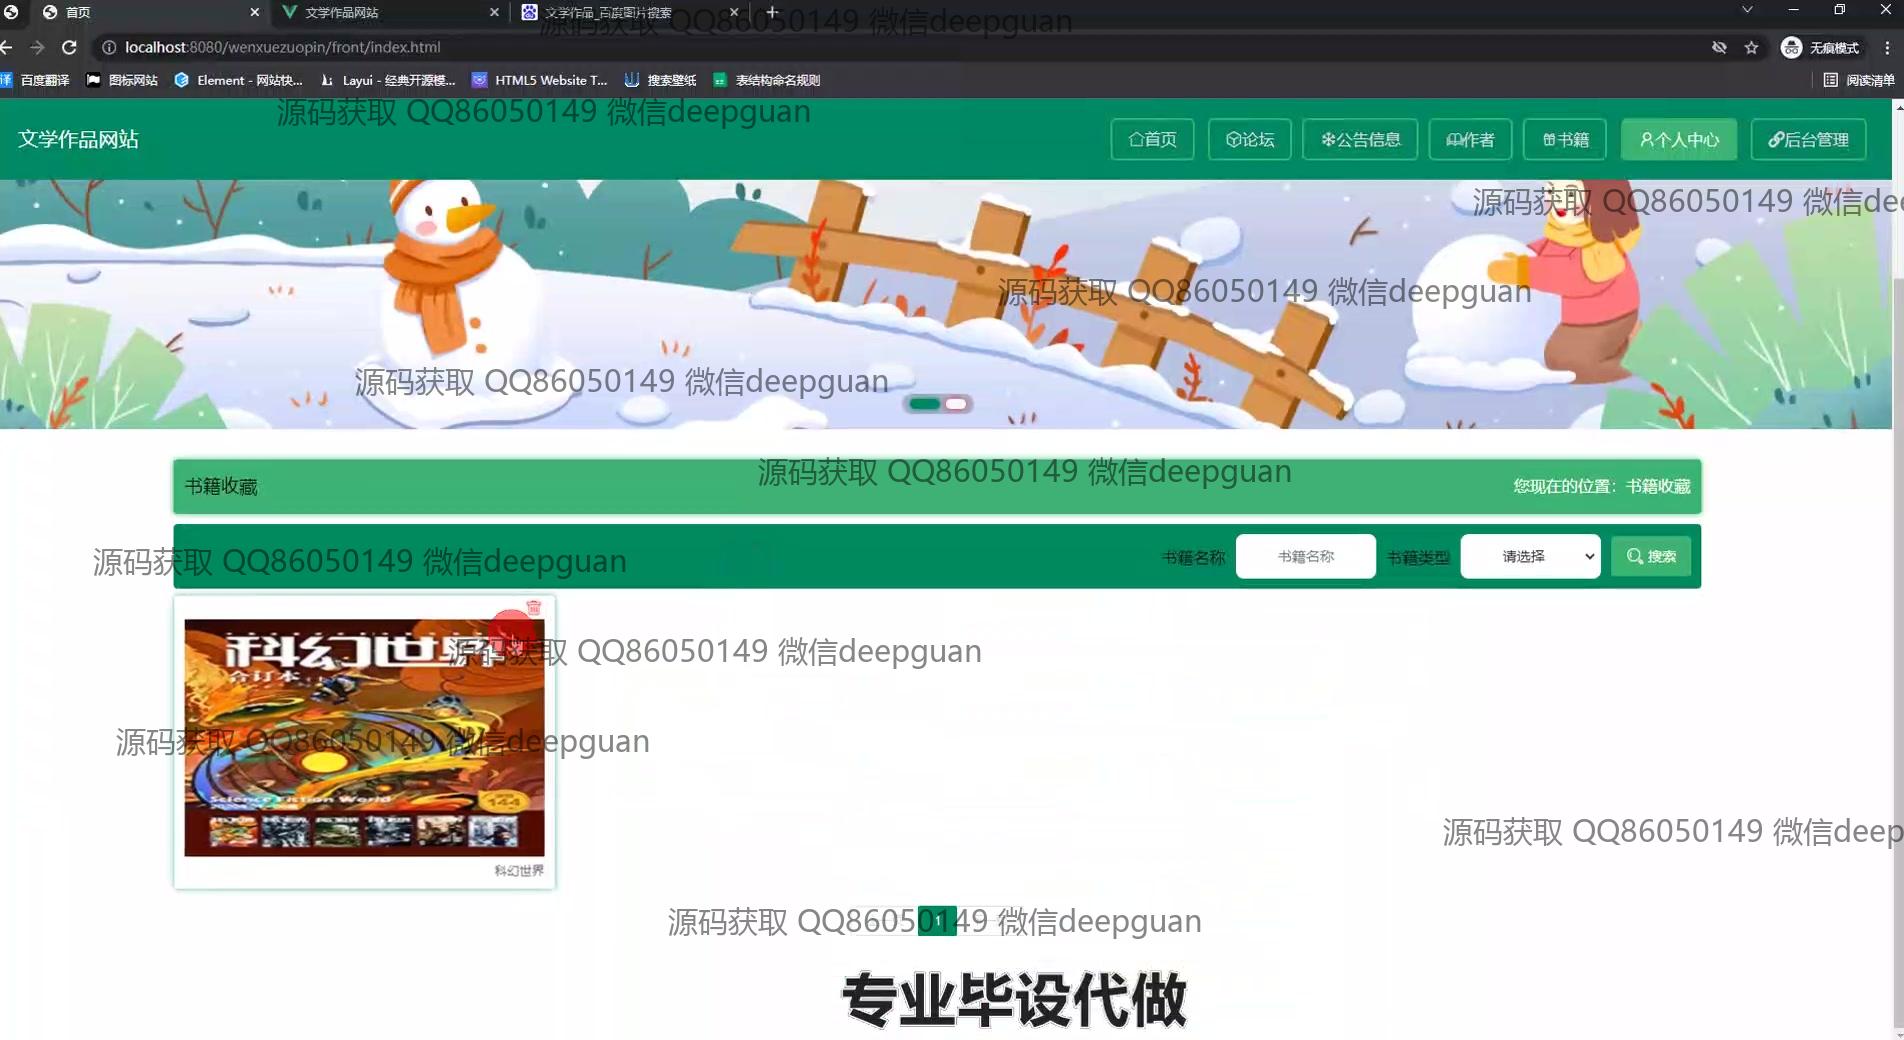 首页
文学作品网站
文学作品_百度图片搜索
源码获取 QQ86050149 微信deepguan
localhost:8080/wenxuezuopin/front/index.html
无痕模式
百度翻译
图标网站
Element - 网站快...
Layui - 经典开源模...
HTML5 Website T...
搜索壁纸
表结构命名规则
阅读清单
源码获取 QQ86050149 微信deepguan
文学作品网站
首页
论坛
公告信息
作者
书籍
个人中心
后台管理
源码获取 QQ86050149 微信dee
源码获取 QQ86050149 微信deepguan
源码获取 QQ86050149 微信deepguan
书籍收藏
源码获取 QQ86050149 微信deepguan
您现在的位置：书籍收藏
源码获取 QQ86050149 微信deepguan
书籍名称
书籍名称
书籍类型
请选择
搜索
科幻世界
合订本
源码获取 QQ86050149 微信deepguan
源码获取 QQ86050149 微信deepguan
Science Fiction World
144
源码获取 QQ86050149 微信deep
科幻世界
源码获取 QQ86050149 微信deepguan
1
专业毕设代做